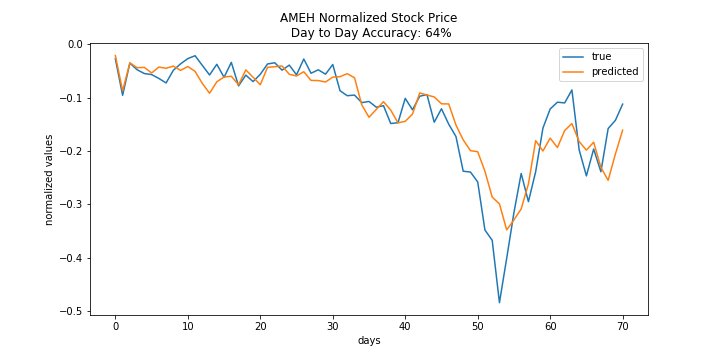 AMEH Normalized Stock Price
Day to Day Accuracy: 64%
true
predicted
normalized values
0.0
−0.1
−0.2
−0.3
−0.4
−0.5
0
10
20
30
40
50
60
70
days